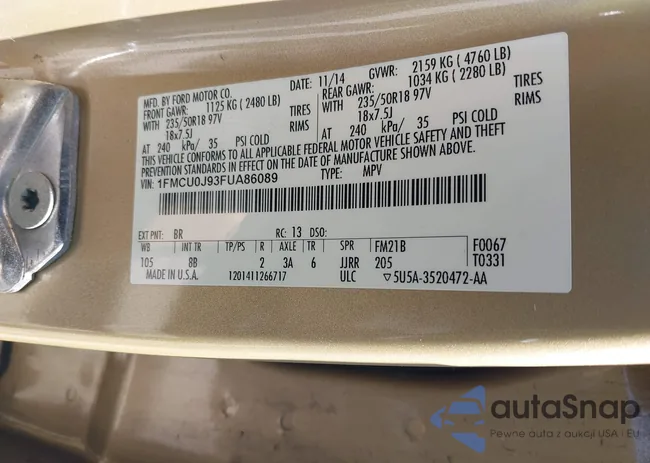 MFD. BY FORD MOTOR CO.
DATE: 11/14 GVWR: 2159 KG ( 4760 LB)
FRONT GAWR: 1125 KG ( 2480 LB) REAR GAWR: 1034 KG ( 2280 LB)
WITH 235/50R18 97V TIRES WITH 235/50R18 97V TIRES
18x7.5J RIMS 18x7.5J RIMS
AT 240 kPa/ 35 PSI COLD AT 240 kPa/ 35 PSI COLD
THIS VEHICLE CONFORMS TO ALL APPLICABLE FEDERAL MOTOR VEHICLE SAFETY AND THEFT
PREVENTION STANDARDS IN EFFECT ON THE DATE OF MANUFACTURE SHOWN ABOVE.
VIN: 1FMCU0J93FUA86089 TYPE: MPV
EXT PNT: BR RC: 13 DSO:
WB INT TR TP/PS R AXLE TR SPR FM21B F0067
105 8B 2 3A 6 JJRR 205 T0331
MADE IN U.S.A. 1201411266717 ULC ▽5U5A-3520472-AA
autaSnap
Pewne auta z aukcji USA - EU